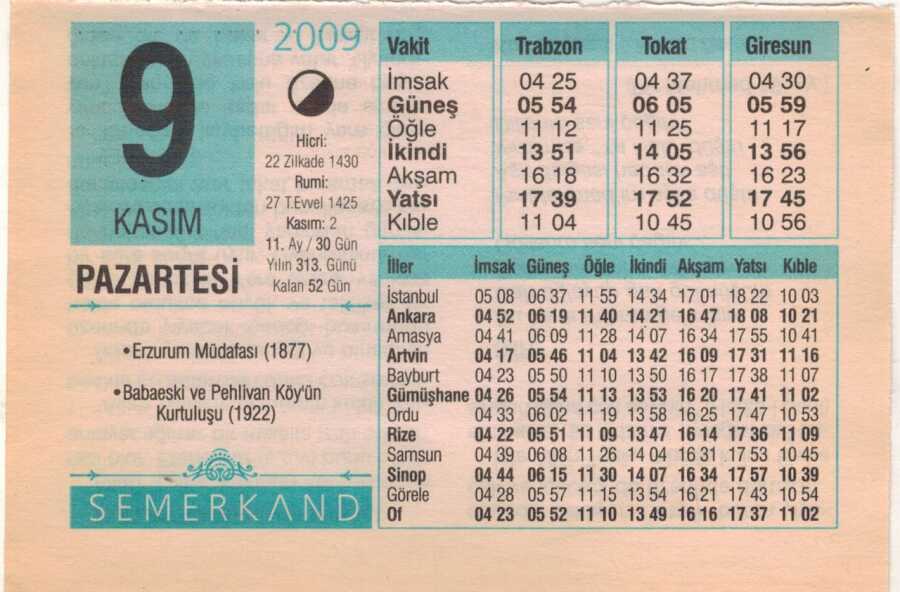 9
KASIM
PAZARTESİ
2009
Hicri:
22 Zilkade 1430
Rumi:
27 T.Evvel 1425
Kasım: 2
11. Ay / 30 Gün
Yılın 313. Günü
Kalan 52 Gün
•Erzurum Müdafası (1877)
•Babaeski ve Pehlivan Köy'ün
Kurtuluşu (1922)
SEMERKAND
Vakit Trabzon Tokat Giresun
İmsak 04 25 04 37 04 30
Güneş 05 54 06 05 05 59
Öğle 11 12 11 25 11 17
İkindi 13 51 14 05 13 56
Akşam 16 18 16 32 16 23
Yatsı 17 39 17 52 17 45
Kıble 11 04 10 45 10 56
İller İmsak Güneş Öğle İkindi Akşam Yatsı Kıble
İstanbul 05 08 06 37 11 55 14 34 17 01 18 22 10 03
Ankara 04 52 06 19 11 40 14 21 16 47 18 08 10 21
Amasya 04 41 06 09 11 28 14 07 16 34 17 55 10 41
Artvin 04 17 05 46 11 04 13 42 16 09 17 31 11 16
Bayburt 04 23 05 50 11 10 13 50 16 17 17 38 11 07
Gümüşhane 04 26 05 54 11 13 13 53 16 20 17 41 11 02
Ordu 04 33 06 02 11 19 13 58 16 25 17 47 10 53
Rize 04 22 05 51 11 09 13 47 16 14 17 36 11 09
Samsun 04 39 06 08 11 26 14 04 16 31 17 53 10 45
Sinop 04 44 06 15 11 30 14 07 16 34 17 57 10 39
Görele 04 28 05 57 11 15 13 54 16 21 17 43 10 54
Of 04 23 05 52 11 10 13 49 16 16 17 37 11 02